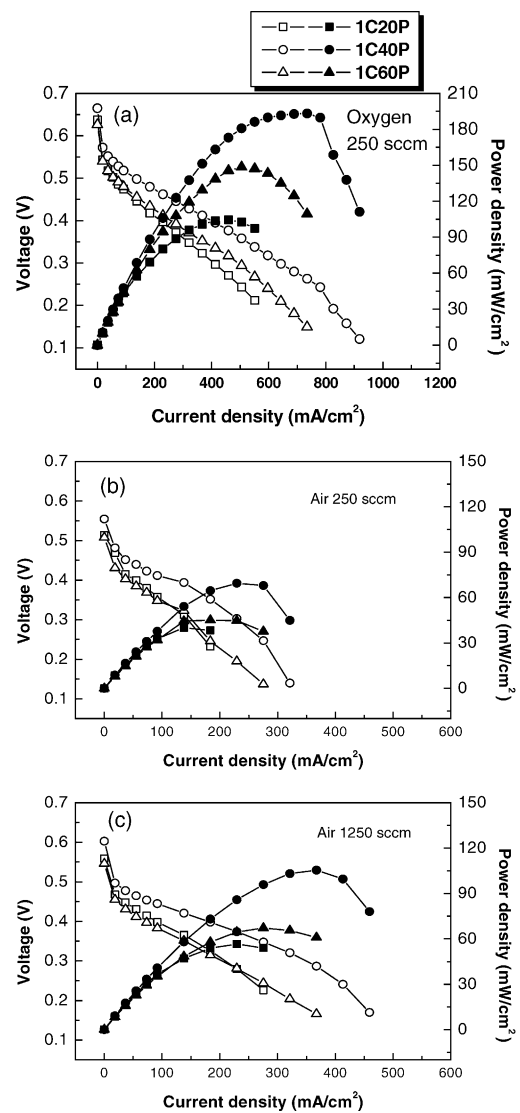 1C20P
1C40P
1C60P
(a)
Oxygen
250 sccm
0.7
0.6
0.5
0.4
0.3
0.2
0.1
Voltage (V)
210
180
150
120
90
60
30
0
Power density (mW/cm²)
0 200 400 600 800 1000 1200
Current density (mA/cm²)
(b)
Air 250 sccm
0.7
0.6
0.5
0.4
0.3
0.2
0.1
Voltage (V)
150
120
90
60
30
0
Power density (mW/cm²)
0 100 200 300 400 500 600
Current density (mA/cm²)
(c)
Air 1250 sccm
0.7
0.6
0.5
0.4
0.3
0.2
0.1
Voltage (V)
150
120
90
60
30
0
Power density (mW/cm²)
0 100 200 300 400 500 600
Current density (mA/cm²)